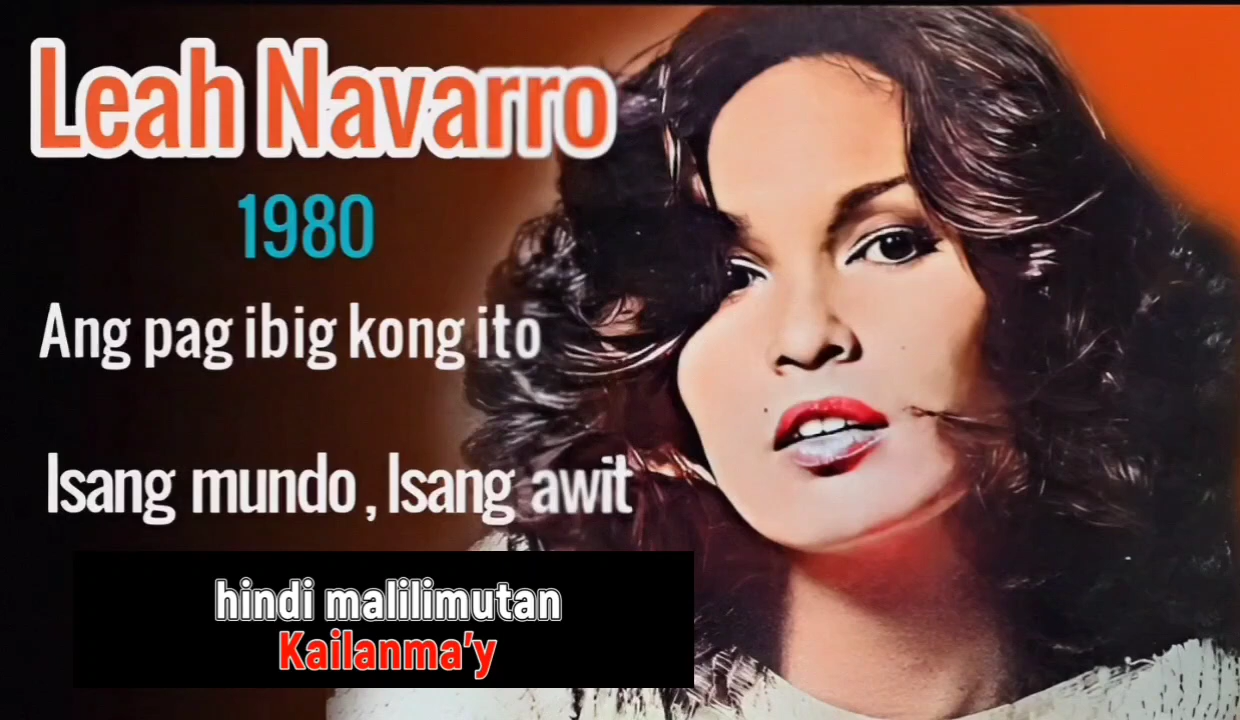 Leah Navarro
1980
Ang pag ibig kong ito
Isang mundo , Isang awit
hindi malilimutan
Kailanma'y